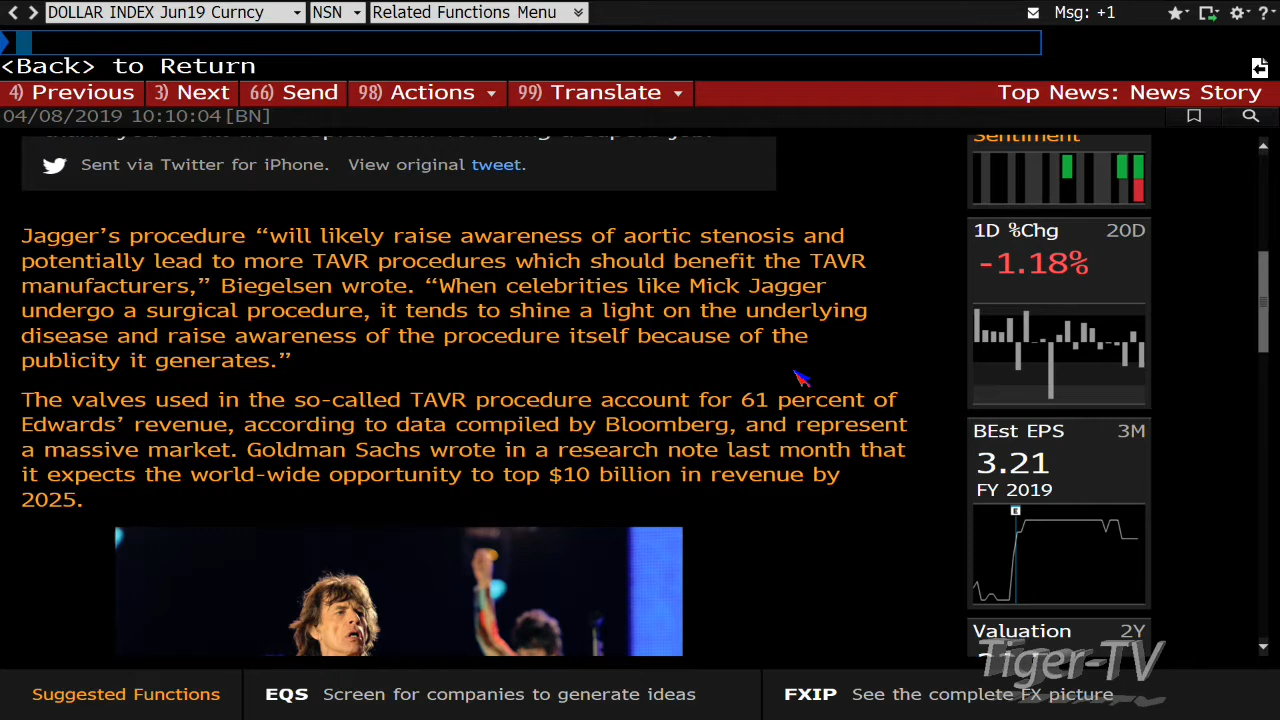 DOLLAR INDEX Jun19 Curncy NSN Related Functions Menu Msg: +1
<Back> to Return
4) Previous 3) Next 66) Send 98) Actions 99) Translate Top News: News Story
04/08/2019 10:10:04 [BN]
Sentiment
Sent via Twitter for iPhone. View original tweet.
Jagger's procedure “will likely raise awareness of aortic stenosis and
potentially lead to more TAVR procedures which should benefit the TAVR
manufacturers,” Biegelsen wrote. “When celebrities like Mick Jagger
undergo a surgical procedure, it tends to shine a light on the underlying
disease and raise awareness of the procedure itself because of the
publicity it generates.”
The valves used in the so-called TAVR procedure account for 61 percent of
Edwards’ revenue, according to data compiled by Bloomberg, and represent
a massive market. Goldman Sachs wrote in a research note last month that
it expects the world-wide opportunity to top $10 billion in revenue by
2025.
1D %Chg 20D
-1.18%
BEst EPS 3M
3.21
FY 2019
E
Valuation 2Y
Tiger-TV
Suggested Functions EQS Screen for companies to generate ideas FXIP See the complete FX picture